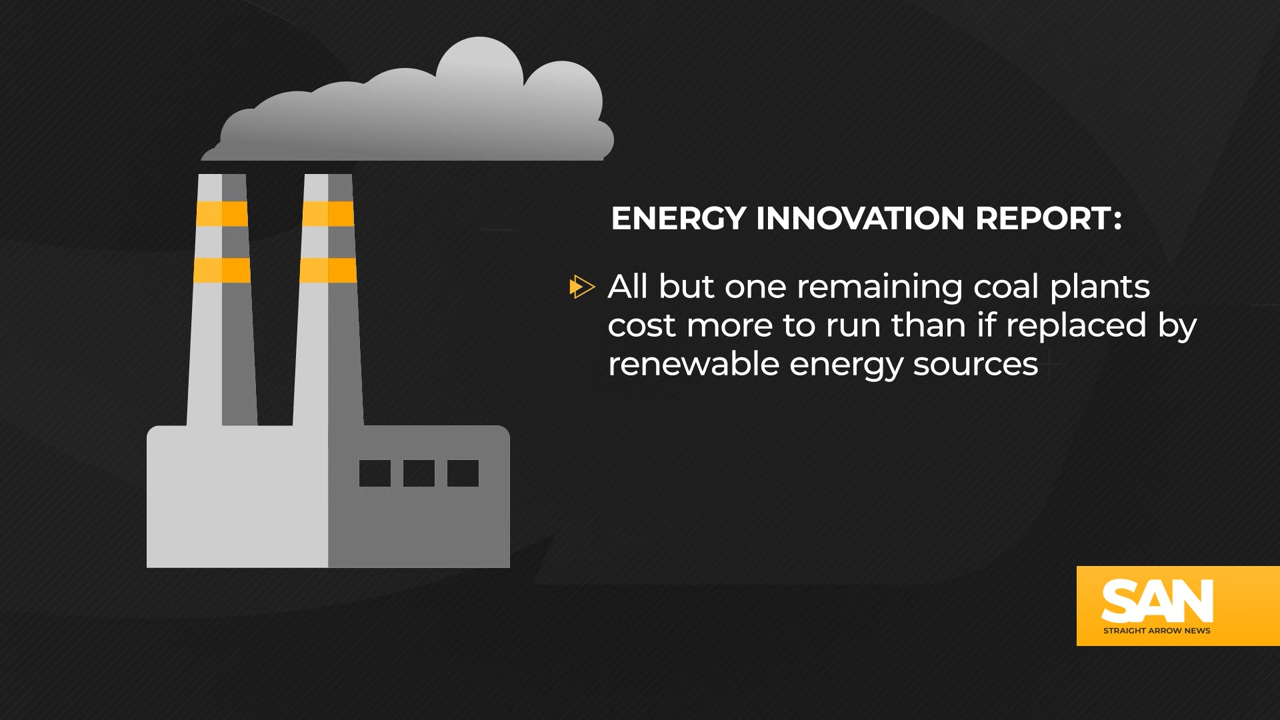 ENERGY INNOVATION REPORT:
All but one remaining coal plants
cost more to run than if replaced by
renewable energy sources
SAN
STRAIGHT ARROW NEWS